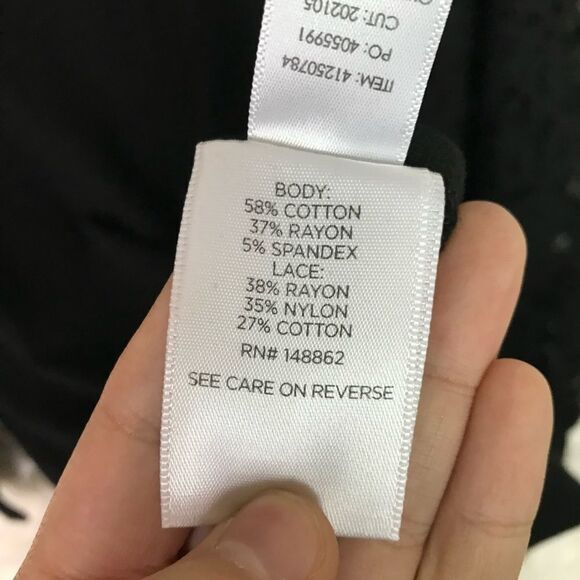 CUT: 202105
PO: 4055991
ITEM: 41250784
BODY:
58% COTTON
37% RAYON
5% SPANDEX
LACE:
38% RAYON
35% NYLON
27% COTTON
RN# 148862
SEE CARE ON REVERSE